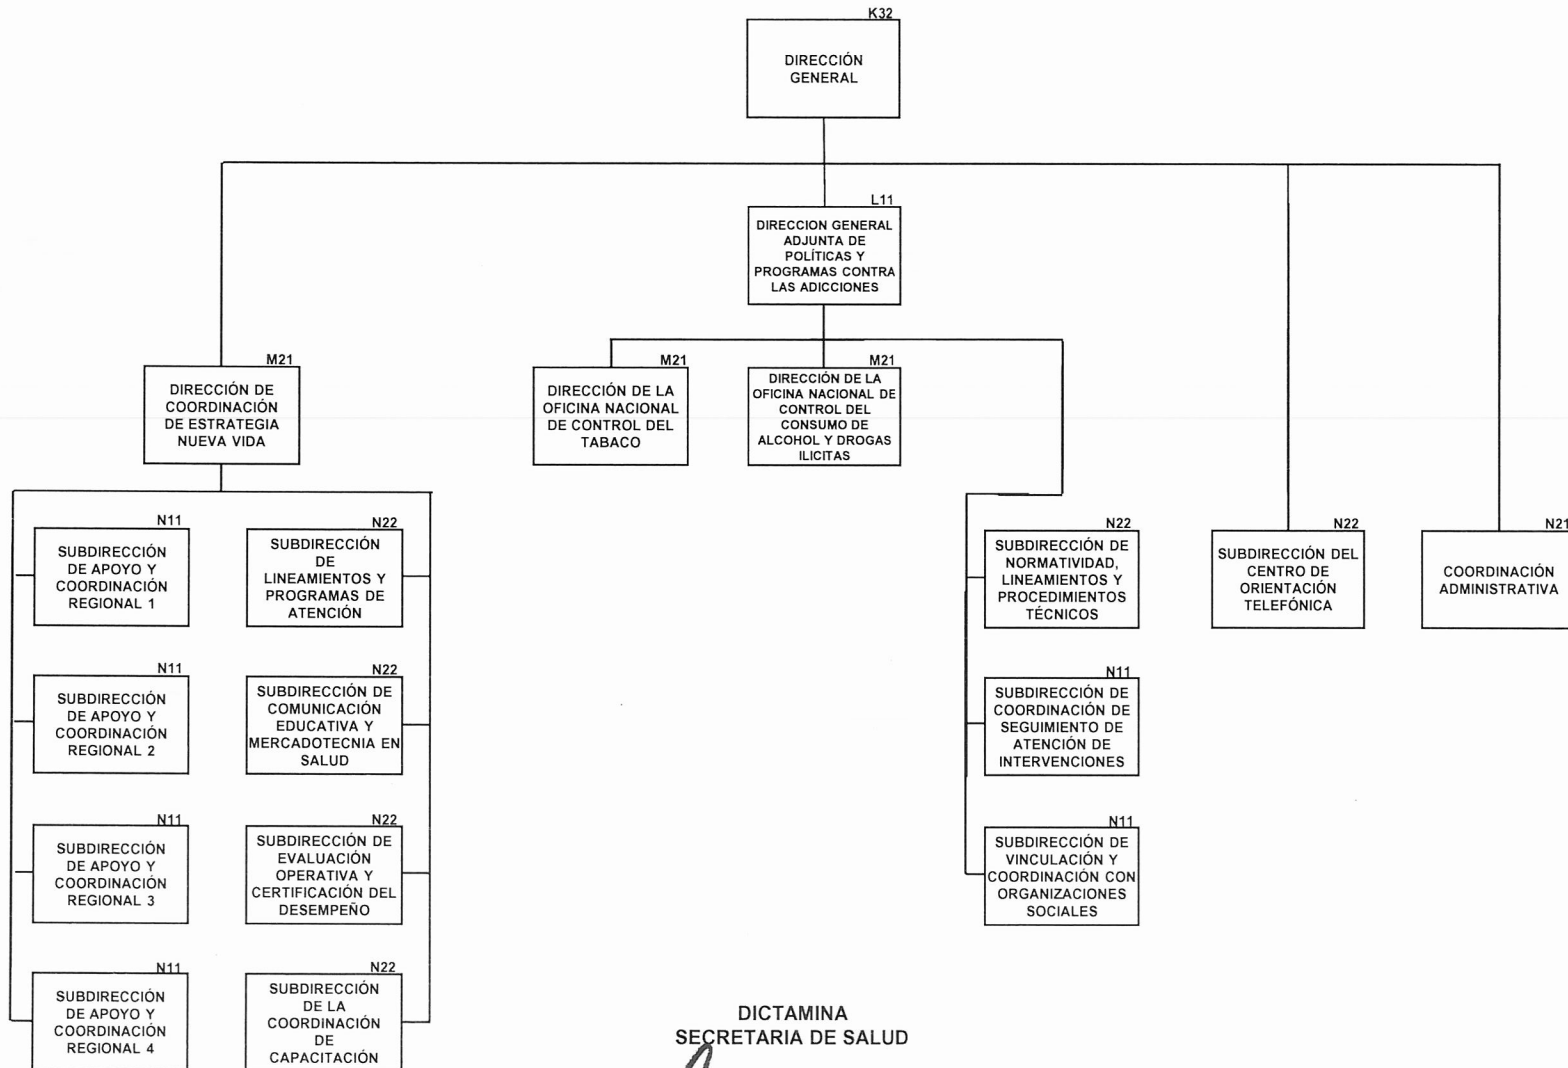 K32
DIRECCIÓN
GENERAL
L11
DIRECCION GENERAL
ADJUNTA DE
POLÍTICAS Y
PROGRAMAS CONTRA
LAS ADICCIONES
M21
DIRECCIÓN DE
COORDINACIÓN
DE ESTRATEGIA
NUEVA VIDA
M21
DIRECCIÓN DE LA
OFICINA NACIONAL
DE CONTROL DEL
TABACO
M21
DIRECCIÓN DE LA
OFICINA NACIONAL DE
CONTROL DEL
CONSUMO DE
ALCOHOL Y DROGAS
ILICITAS
N11
SUBDIRECCIÓN
DE APOYO Y
COORDINACIÓN
REGIONAL 1
N22
SUBDIRECCIÓN
DE
LINEAMIENTOS Y
PROGRAMAS DE
ATENCIÓN
N22
SUBDIRECCIÓN DE
NORMATIVIDAD,
LINEAMIENTOS Y
PROCEDIMIENTOS
TÉCNICOS
N22
SUBDIRECCIÓN DEL
CENTRO DE
ORIENTACIÓN
TELEFÓNICA
N21
COORDINACIÓN
ADMINISTRATIVA
N11
SUBDIRECCIÓN
DE APOYO Y
COORDINACIÓN
REGIONAL 2
N22
SUBDIRECCIÓN DE
COMUNICACIÓN
EDUCATIVA Y
MERCADOTECNIA EN
SALUD
N11
SUBDIRECCIÓN DE
COORDINACIÓN DE
SEGUIMIENTO DE
ATENCIÓN DE
INTERVENCIONES
N11
SUBDIRECCIÓN
DE APOYO Y
COORDINACIÓN
REGIONAL 3
N22
SUBDIRECCIÓN DE
EVALUACIÓN
OPERATIVA Y
CERTIFICACIÓN DEL
DESEMPEÑO
N11
SUBDIRECCIÓN DE
VINCULACIÓN Y
COORDINACIÓN CON
ORGANIZACIONES
SOCIALES
N11
SUBDIRECCIÓN
DE APOYO Y
COORDINACIÓN
REGIONAL 4
N22
SUBDIRECCIÓN
DE LA
COORDINACIÓN
DE
CAPACITACIÓN
DICTAMINA
SECRETARIA DE SALUD